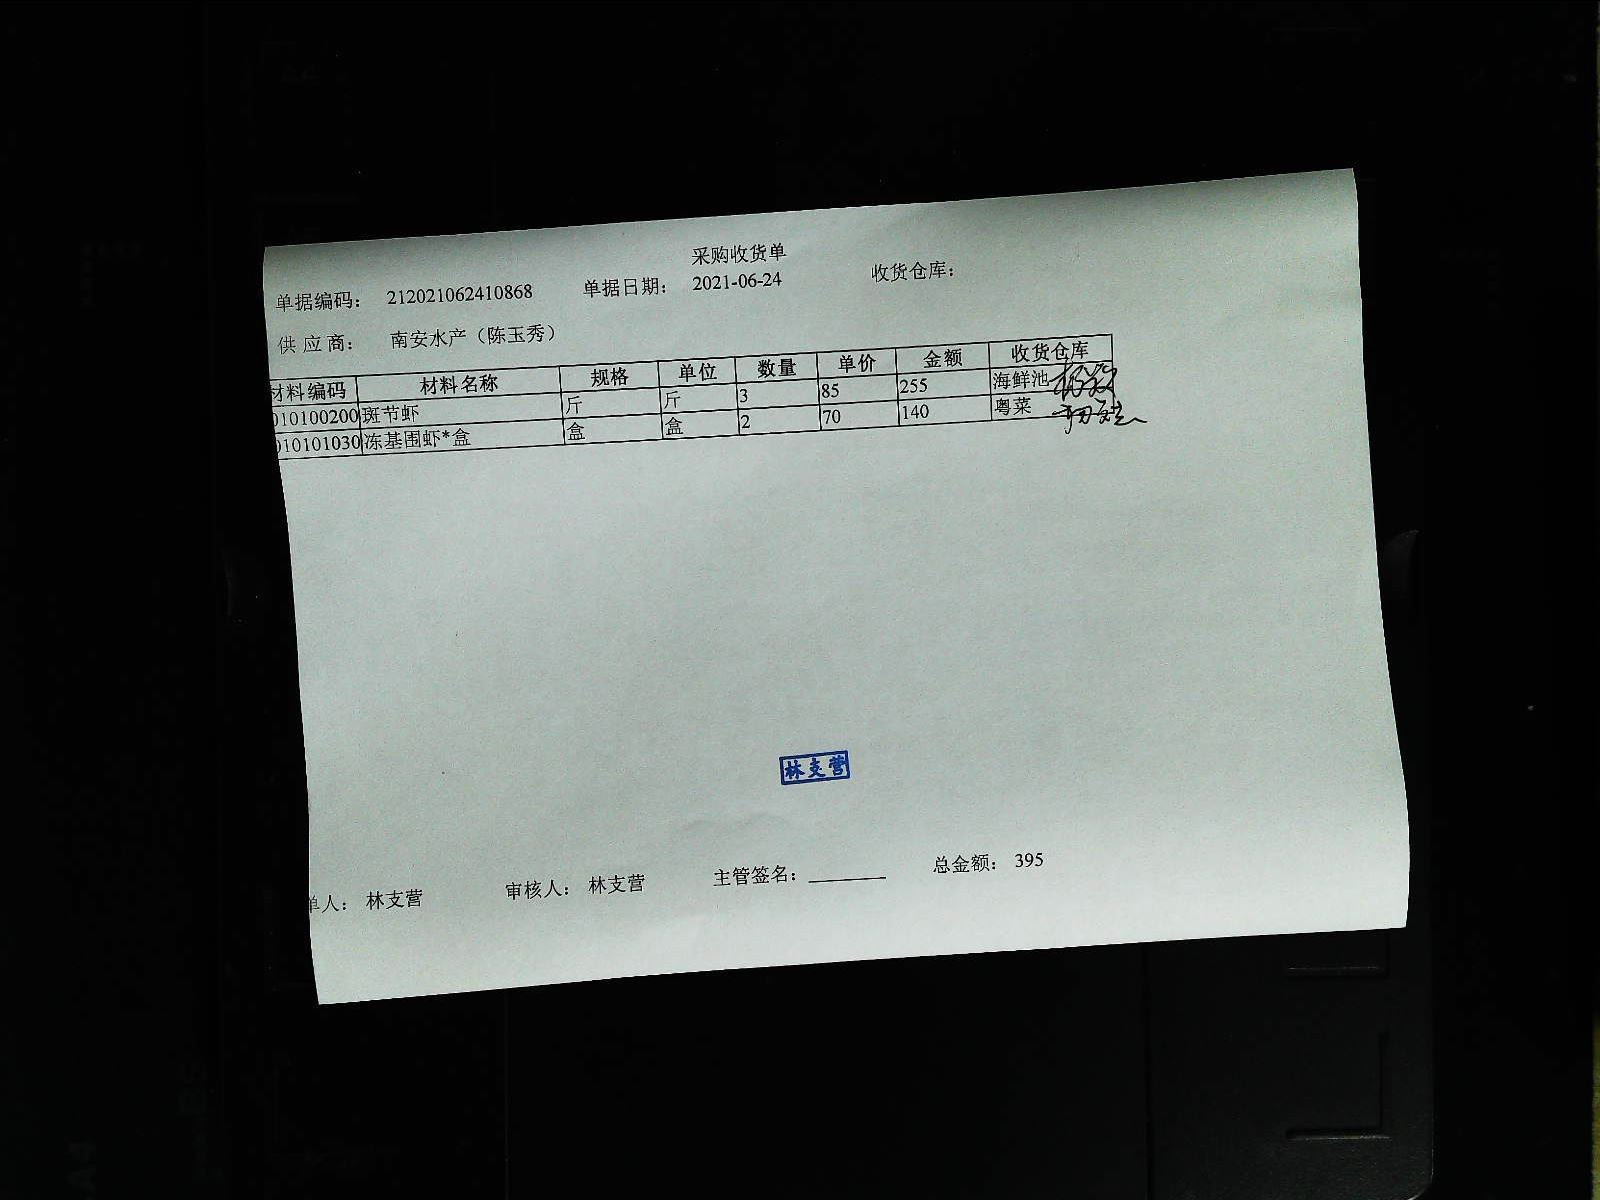 采购收货单
单据编码： 212021062410868 单据日期： 2021-06-24 收货仓库：
供应商： 南安水产（陈玉秀）
材料编码 材料名称 规格 单位 数量 单价 金额 收货仓库
010100200 斑节虾 斤 斤 3 85 255 海鲜池
010101030 冻基围虾*盒 盒 盒 2 70 140 粤菜
林支营
单人： 林支营 审核人： 林支营 主管签名： 总金额： 395